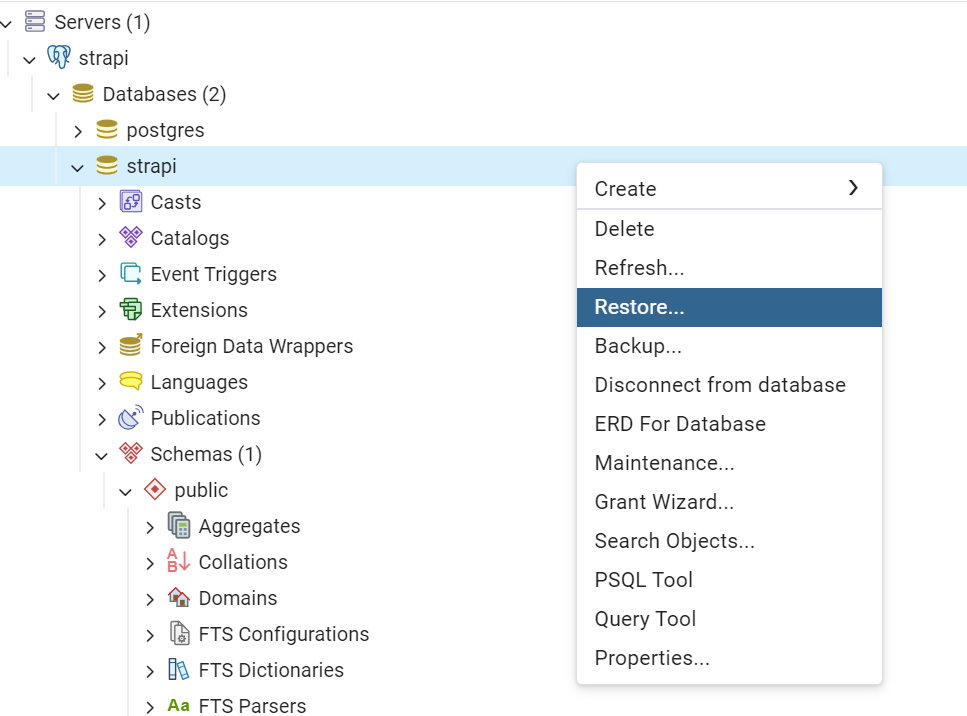 Servers (1)
strapi
Databases (2)
postgres
strapi
Casts
Catalogs
Event Triggers
Extensions
Foreign Data Wrappers
Languages
Publications
Schemas (1)
public
Aggregates
Collations
Domains
FTS Configurations
FTS Dictionaries
Aa FTS Parsers
Create
Delete
Refresh...
Restore...
Backup...
Disconnect from database
ERD For Database
Maintenance...
Grant Wizard...
Search Objects...
PSQL Tool
Query Tool
Properties...